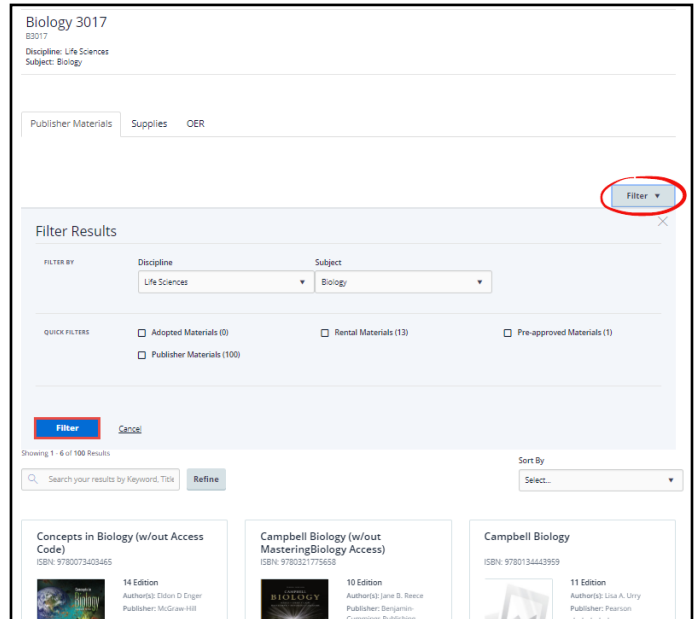 Biology 3017
B3017
Discipline: Life Sciences
Subject: Biology
Publisher Materials
Supplies
OER
Filter ▼
Filter Results
FILTER BY
Discipline
Subject
Life Sciences
Biology
QUICK FILTERS
Adopted Materials (0)
Rental Materials (13)
Pre-approved Materials (1)
Publisher Materials (100)
Filter
Cancel
Showing 1 - 6 of 100 Results
Sort By
Search your results by Keyword, Title
Refine
Select...
Concepts in Biology (w/out Access
Code)
ISBN: 9780073403465
14 Edition
Author(s): Eldon D Enger
Publisher: McGraw-Hill
Campbell Biology (w/out
MasteringBiology Access)
ISBN: 9780321775658
CAMPBELL
BIOLOGY
10 Edition
Author(s): Jane B. Reece
Publisher: Benjamin-
Cummings Publishing
Campbell Biology
ISBN: 9780134443959
11 Edition
Author(s): Lisa A. Urry
Publisher: Pearson